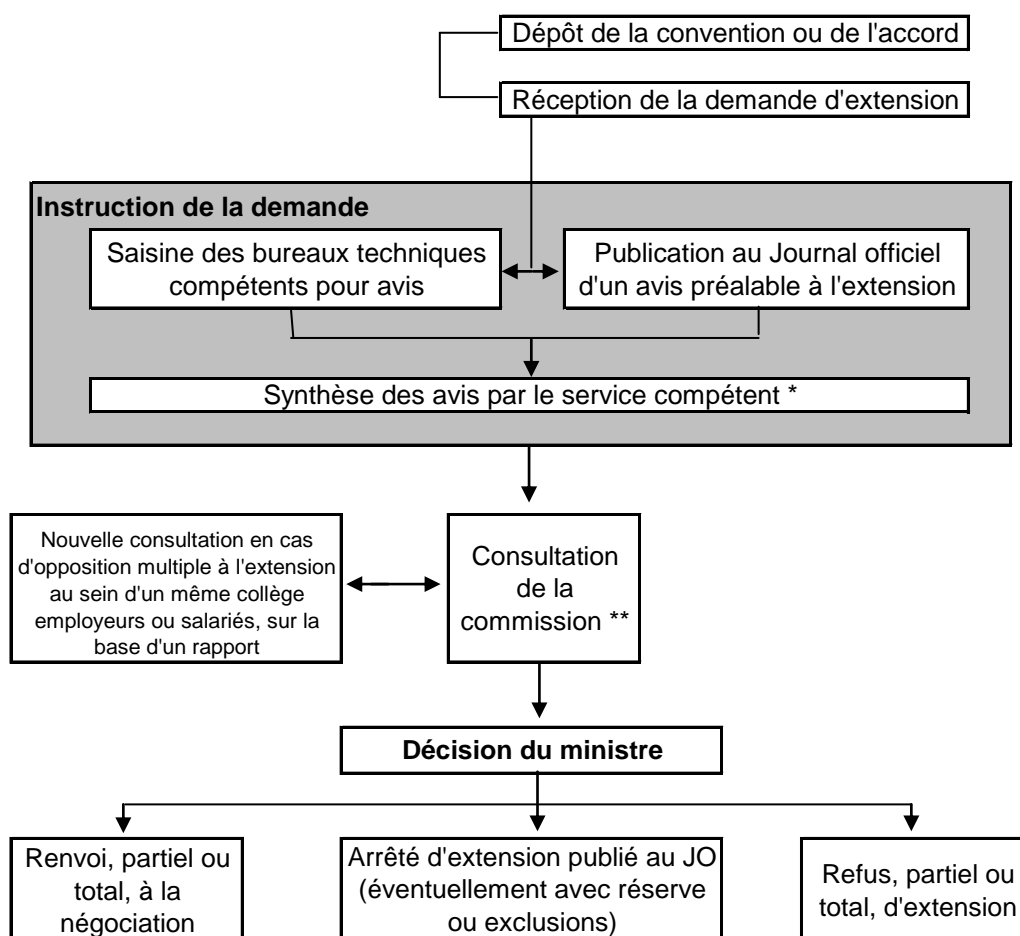 Dépôt de la convention ou de l'accord
Réception de la demande d'extension
Instruction de la demande
Saisine des bureaux techniques
compétents pour avis
Publication au Journal officiel
d'un avis préalable à l'extension
Synthèse des avis par le service compétent *
Nouvelle consultation en cas
d'opposition multiple à l'extension
au sein d'un même collège
employeurs ou salariés, sur la
base d'un rapport
Consultation
de la
commission **
Décision du ministre
Renvoi, partiel ou
total, à la
négociation
Arrêté d'extension publié au JO
(éventuellement avec réserve
ou exclusions)
Refus, partiel ou
total, d'extension